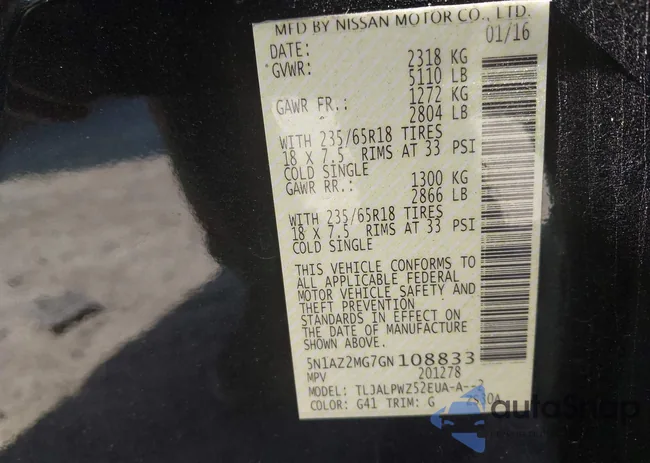 MFD BY NISSAN MOTOR CO., LTD.
DATE: 01/16
GVWR: 2318 KG
5110 LB
GAWR FR.: 1272 KG
2804 LB
WITH 235/65R18 TIRES
18 X 7.5 RIMS AT 33 PSI
COLD SINGLE
GAWR RR.: 1300 KG
2866 LB
WITH 235/65R18 TIRES
18 X 7.5 RIMS AT 33 PSI
COLD SINGLE
THIS VEHICLE CONFORMS TO
ALL APPLICABLE FEDERAL
MOTOR VEHICLE SAFETY AND
THEFT PREVENTION
STANDARDS IN EFFECT ON
THE DATE OF MANUFACTURE
SHOWN ABOVE.
5N1AZ2MG7GN108833
MPV 201278
MODEL: TLJALPWZ52EUA-A--
COLOR: G41 TRIM: G
autoSnap